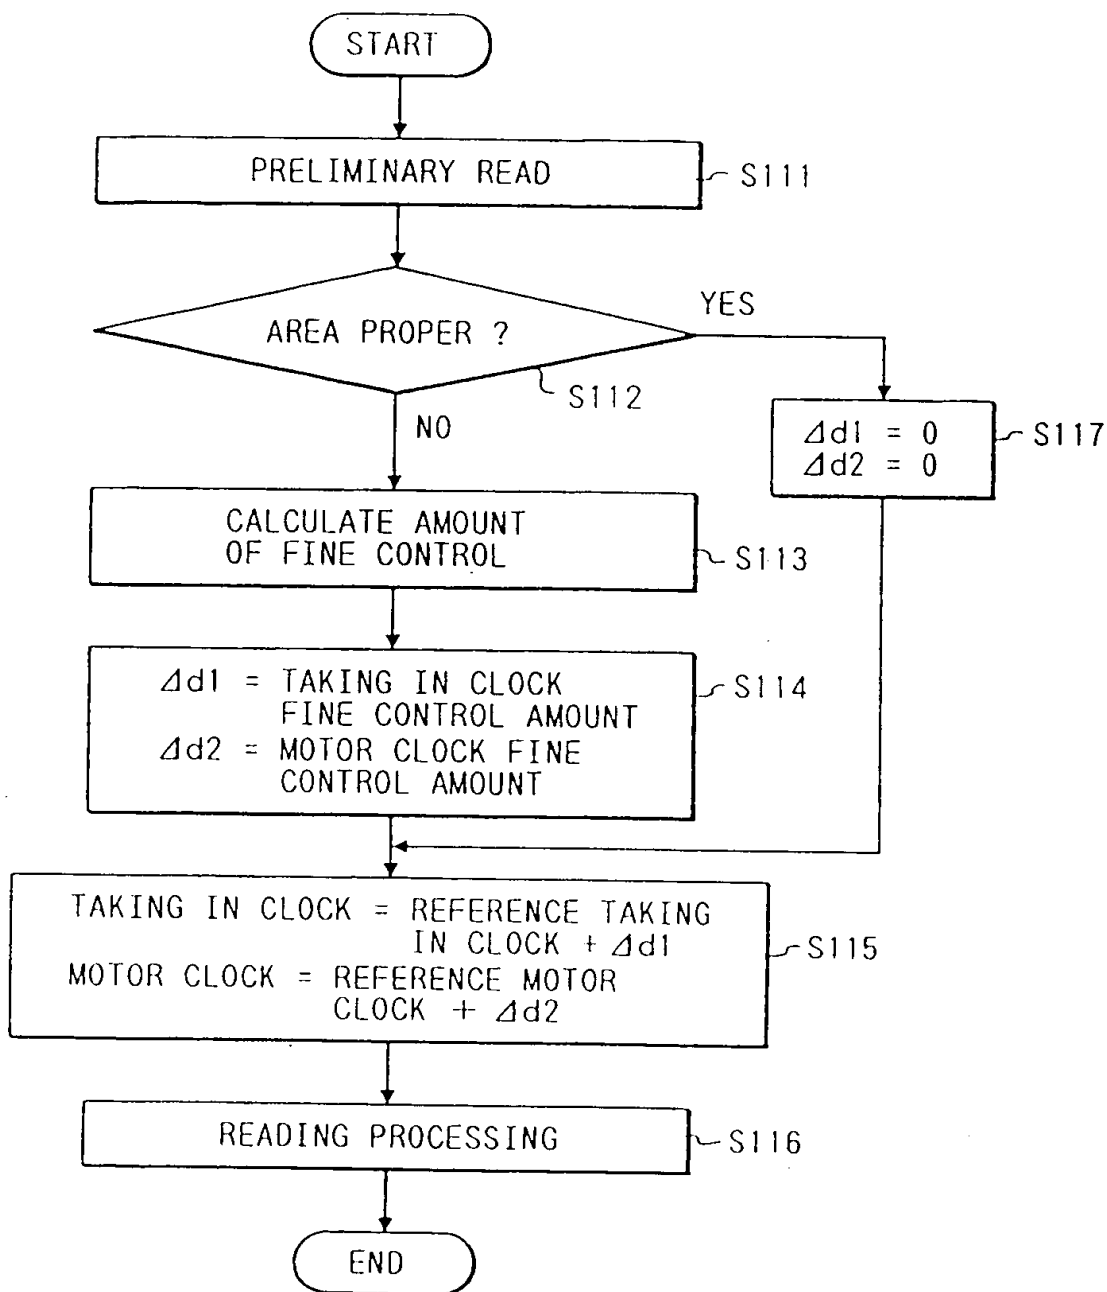 START
PRELIMINARY READ
S111
AREA PROPER ?
YES
S112
NO
Δd1 = 0
Δd2 = 0
S117
CALCULATE AMOUNT
OF FINE CONTROL
S113
Δd1 = TAKING IN CLOCK
FINE CONTROL AMOUNT
Δd2 = MOTOR CLOCK FINE
CONTROL AMOUNT
S114
TAKING IN CLOCK = REFERENCE TAKING
IN CLOCK + Δd1
MOTOR CLOCK = REFERENCE MOTOR
CLOCK + Δd2
S115
READING PROCESSING
S116
END